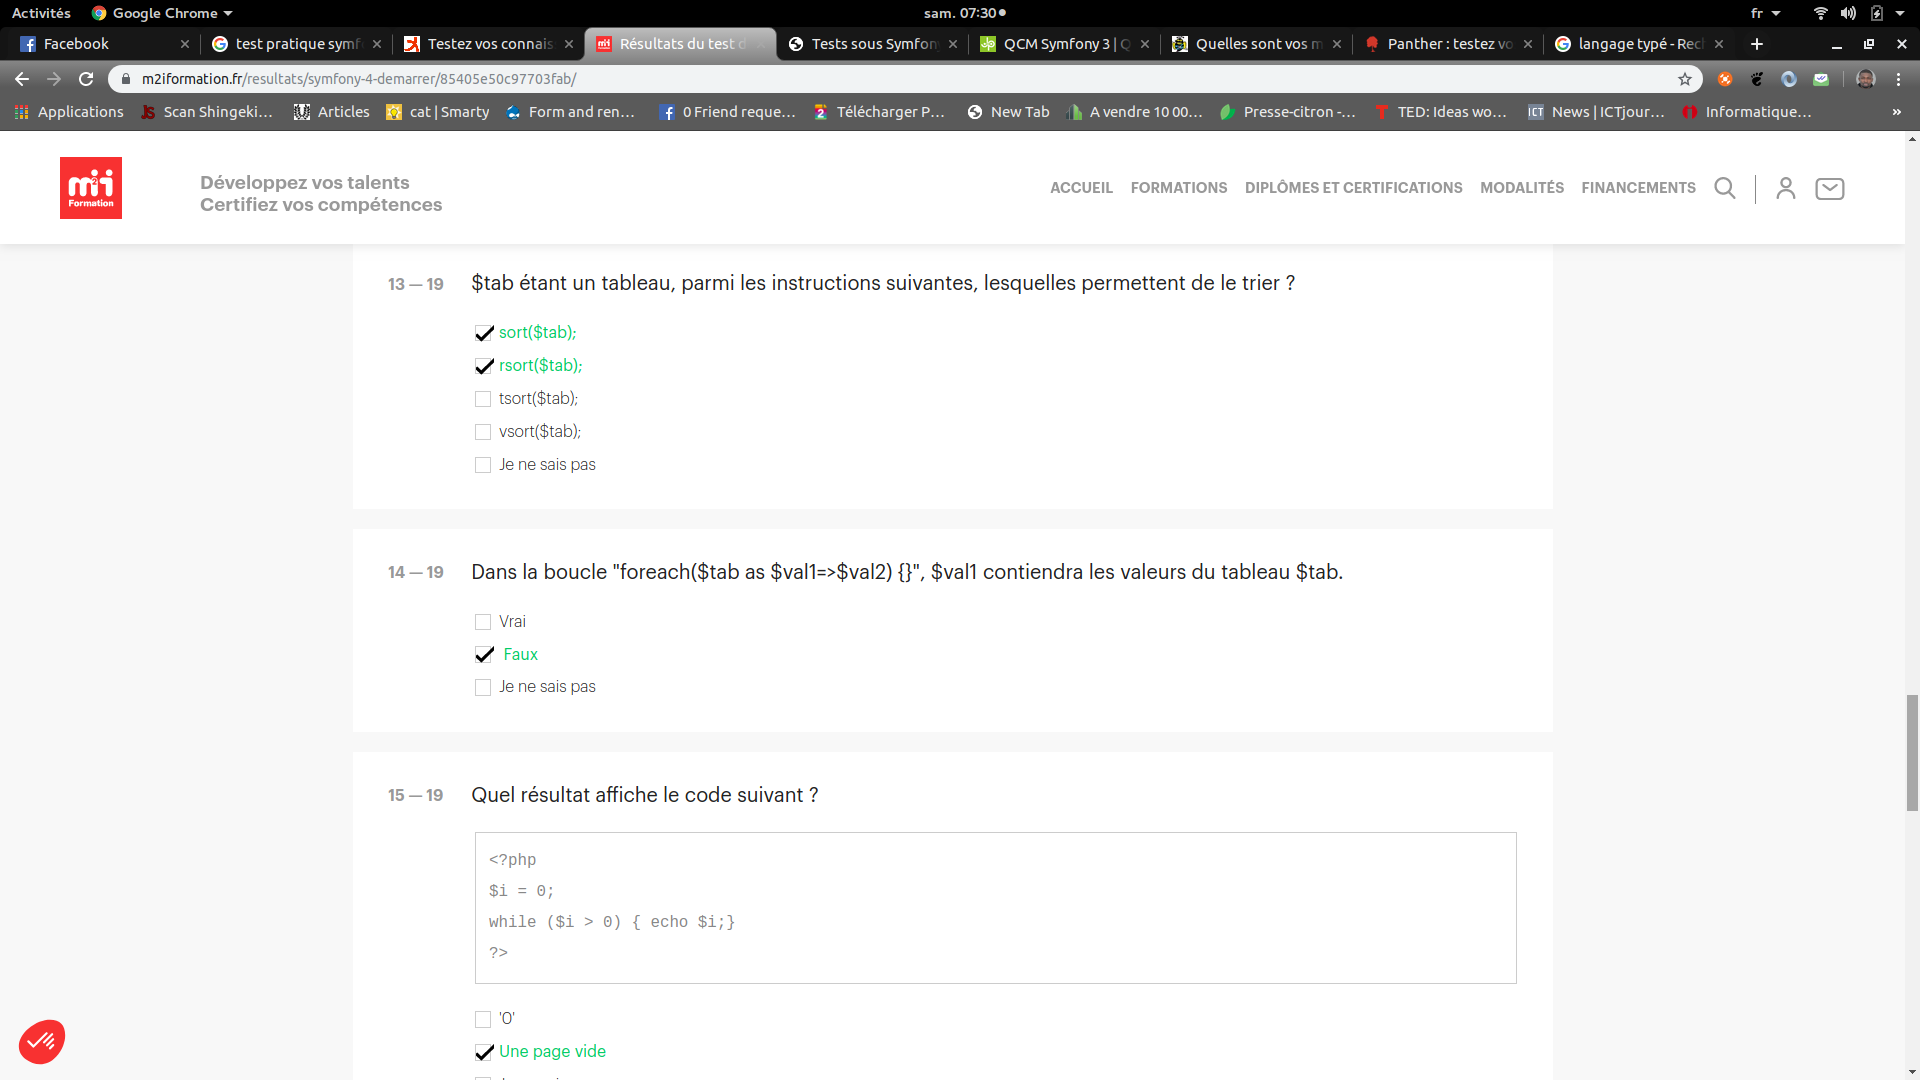 Activités
Google Chrome
sam. 07:30
fr
Facebook
test pratique symf
Testez vos connais
Résultats du test d
Tests sous Symfon
QCM Symfony 3 | Q
Quelles sont vos m
Panther : testez vo
langage typé - Rec
m2iformation.fr/resultats/symfony-4-demarrer/85405e50c97703fab/
Applications
Scan Shingeki...
Articles
cat | Smarty
Form and ren...
0 Friend reque...
Télécharger P...
New Tab
A vendre 10 00...
Presse-citron -...
TED: Ideas wo...
ICT
News | ICTjour...
Informatique...
»
m2i
Formation
Développez vos talents
Certifiez vos compétences
ACCUEIL
FORMATIONS
DIPLÔMES ET CERTIFICATIONS
MODALITÉS
FINANCEMENTS
13 — 19
$tab étant un tableau, parmi les instructions suivantes, lesquelles permettent de le trier ?
sort($tab);
rsort($tab);
tsort($tab);
vsort($tab);
Je ne sais pas
14 — 19
Dans la boucle "foreach($tab as $val1=>$val2) {}", $val1 contiendra les valeurs du tableau $tab.
Vrai
Faux
Je ne sais pas
15 — 19
Quel résultat affiche le code suivant ?
<?php
$i = 0;
while ($i > 0) { echo $i;}
?>
'0'
Une page vide